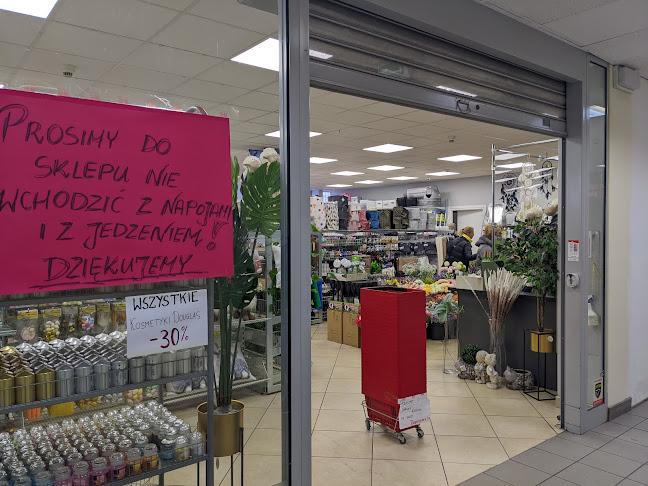 PROSIMY DO
SKLEPU NIE
WCHODZIĆ Z NAPOJAMI
I Z JEDZENIEM!
DZIĘKUJEMY
WSZYSTKIE
KOSMETYKI DOUGLAS
-30%